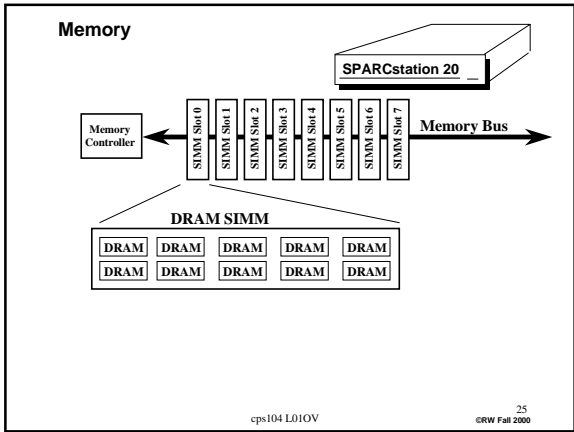 Memory
SPARCstation 20 _
Memory
Controller
SIMM Slot 0
SIMM Slot 1
SIMM Slot 2
SIMM Slot 3
SIMM Slot 4
SIMM Slot 5
SIMM Slot 6
SIMM Slot 7
Memory Bus
DRAM SIMM
DRAM DRAM DRAM DRAM DRAM
DRAM DRAM DRAM DRAM DRAM
cps104 L01OV
25
©RW Fall 2000